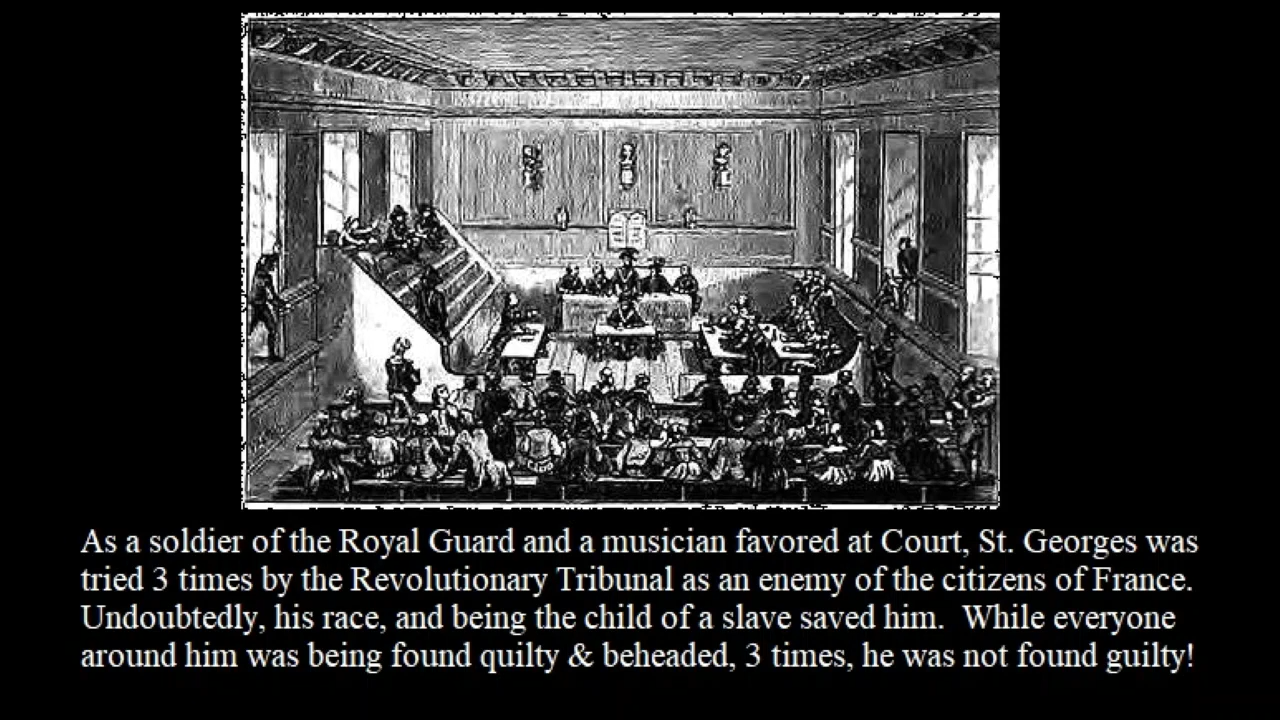 As a soldier of the Royal Guard and a musician favored at Court, St. Georges was
tried 3 times by the Revolutionary Tribunal as an enemy of the citizens of France.
Undoubtedly, his race, and being the child of a slave saved him.  While everyone
around him was being found quilty & beheaded, 3 times, he was not found guilty!